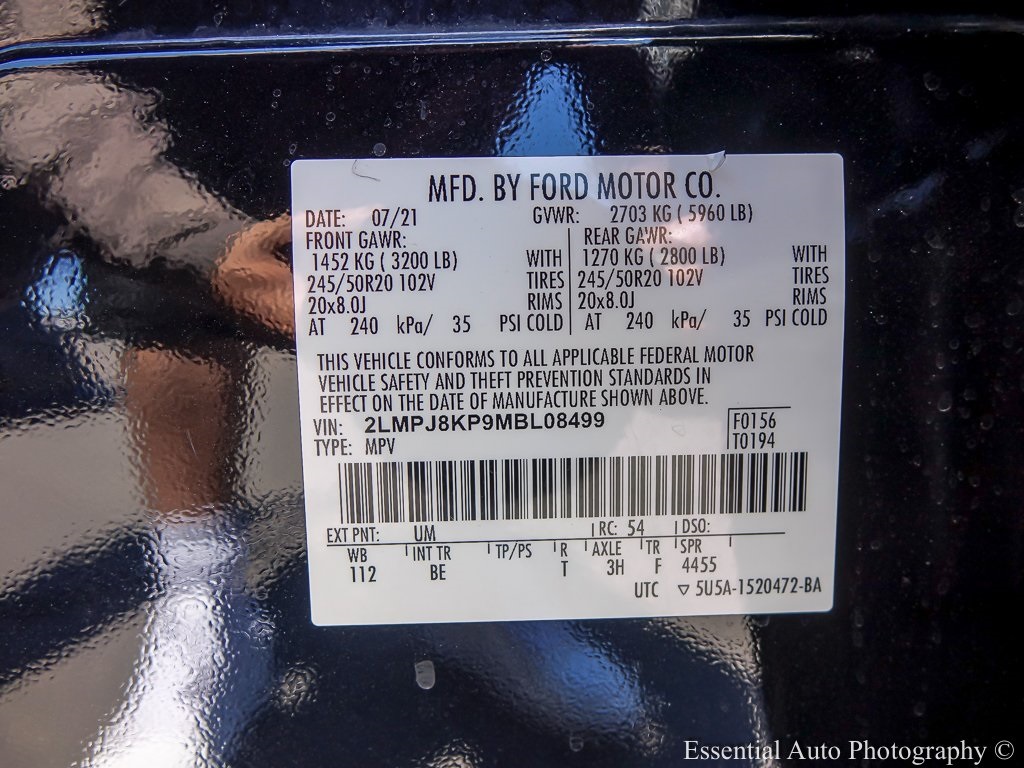 MFD. BY FORD MOTOR CO.
DATE: 07/21 GVWR: 2703 KG ( 5960 LB)
FRONT GAWR: REAR GAWR:
1452 KG ( 3200 LB) WITH 1270 KG ( 2800 LB) WITH
245/50R20 102V TIRES 245/50R20 102V TIRES
20x8.0J RIMS 20x8.0J RIMS
AT 240 kPa/ 35 PSI COLD AT 240 kPa/ 35 PSI COLD
THIS VEHICLE CONFORMS TO ALL APPLICABLE FEDERAL MOTOR
VEHICLE SAFETY AND THEFT PREVENTION STANDARDS IN
EFFECT ON THE DATE OF MANUFACTURE SHOWN ABOVE.
VIN: 2LMPJ8KP9MBL08499 F0156
TYPE: MPV T0194
EXT PNT: UM RC: 54 DSO:
WB INT TR TP/PS R AXLE TR SPR
112 BE T 3H F 4455
UTC ▽ 5U5A-1520472-BA
Essential Auto Photography ©